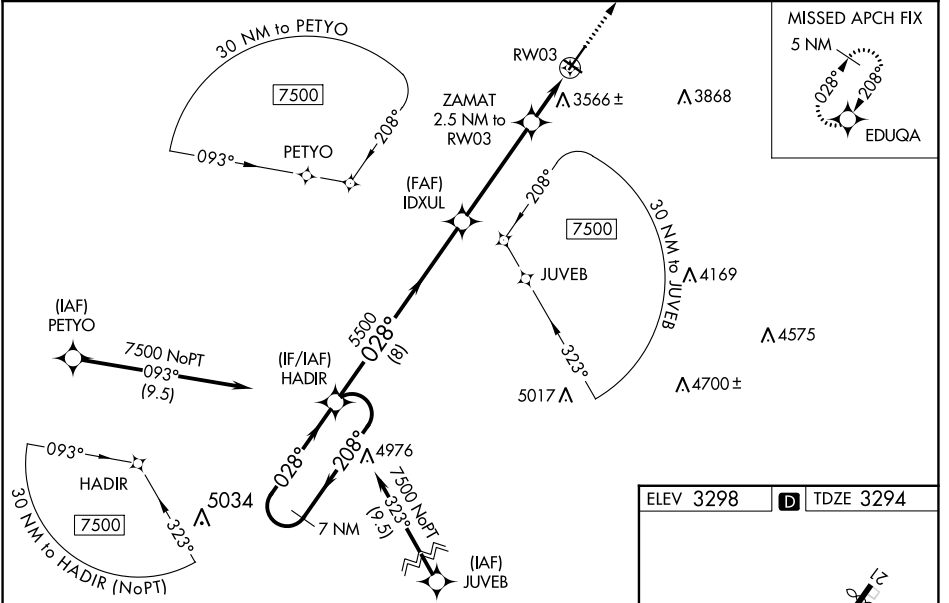 30 NM to PETYO
7500
208°
093°
PETYO
RW03
ZAMAT
2.5 NM to
RW03
3566 ±
3868
MISSED APCH FIX
5 NM
028°
208°
EDUQA
(FAF)
IDXUL
208°
7500
30 NM to JUVEB
JUVEB
323°
4169
4575
4700 ±
5017
(IAF)
PETYO
7500 NoPT
093°
(9.5)
(IF/IAF)
HADIR
5500
028°
(8)
028°
208°
7 NM
4976
7500 NoPT
323°
(9.5)
(IAF)
JUVEB
093°
HADIR
7500
323°
30 NM to HADIR (NoPT)
5034
ELEV 3298
D
TDZE 3294
21